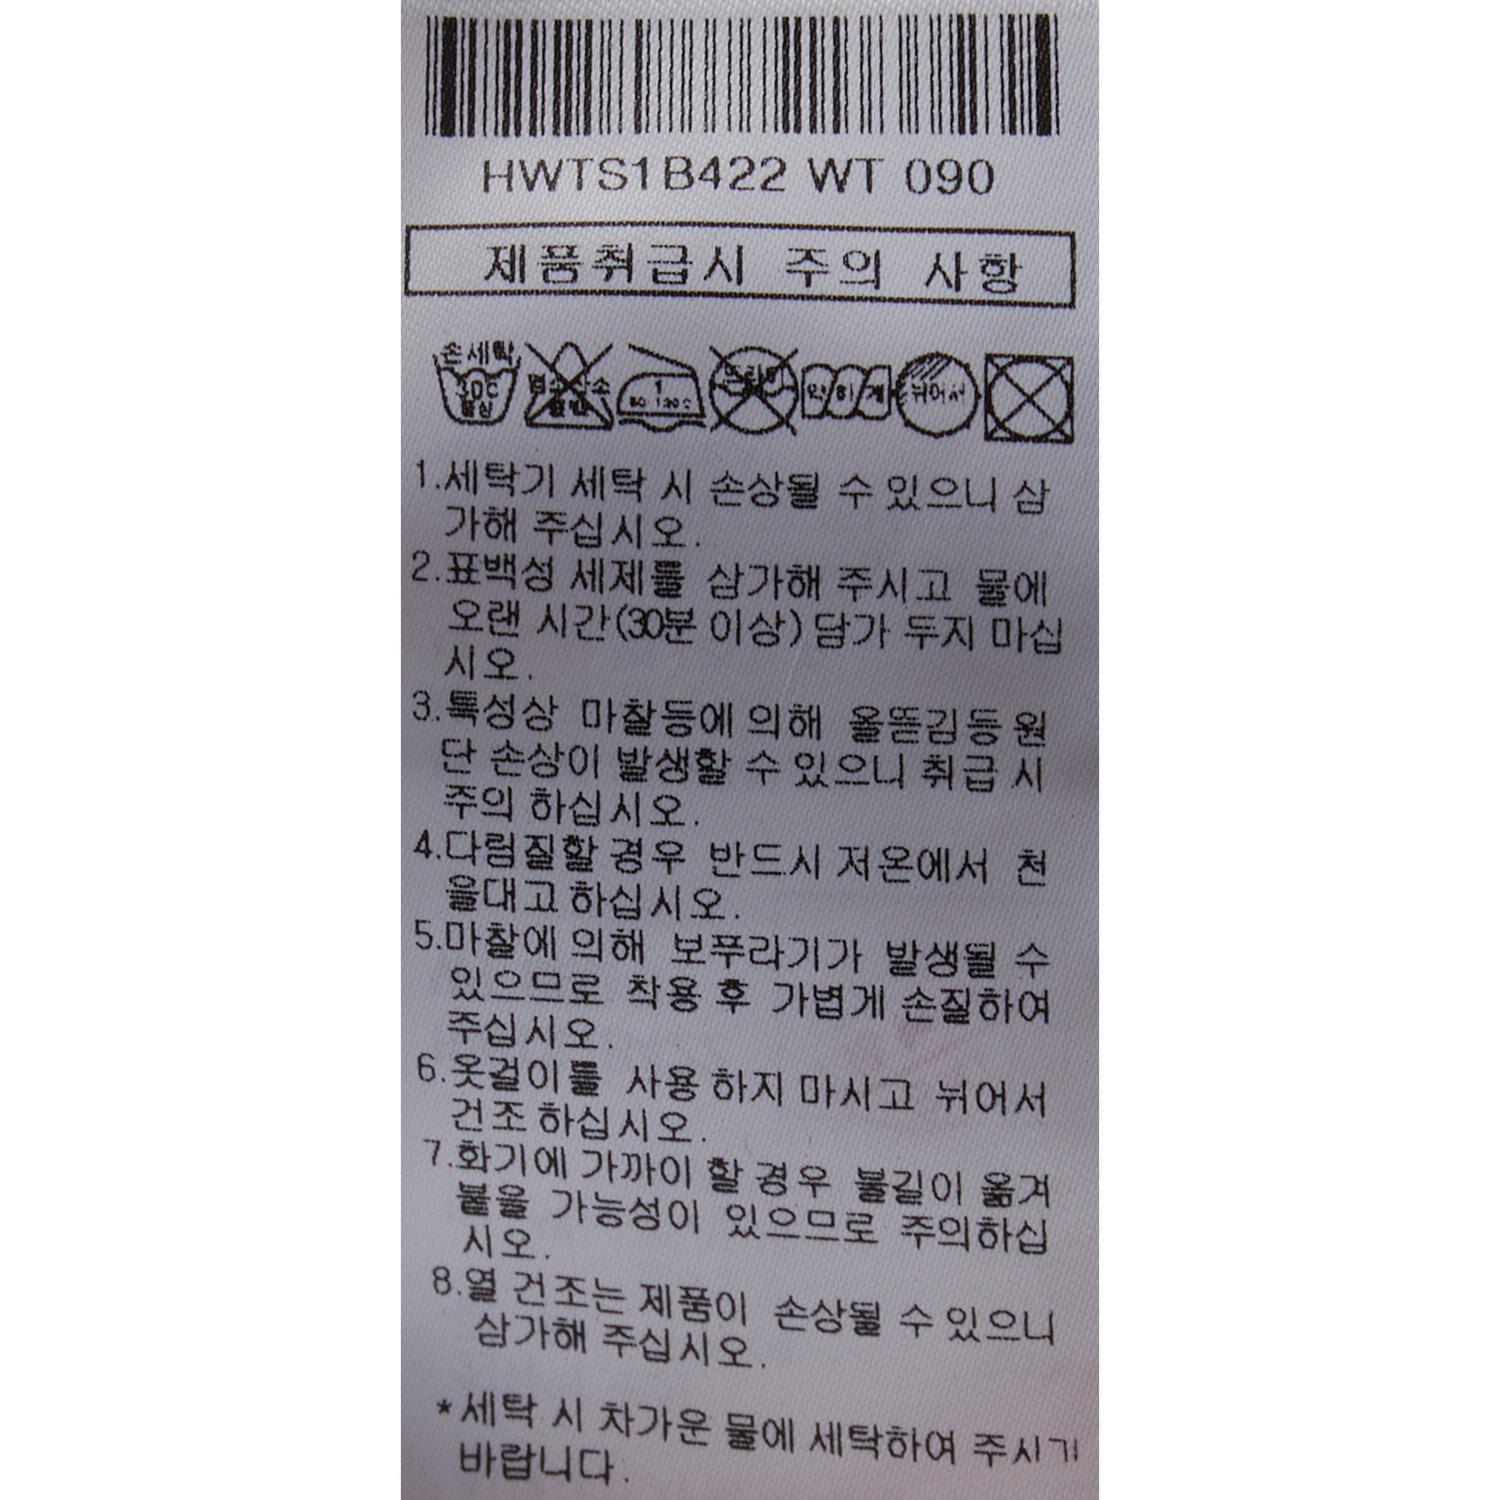 HWTS1B422 WT 090
제품취급시 주의 사항
손세탁
30C
중성
염소산소
표백
1
80-120C
드라이
약하게
뉘어서
1.세탁기 세탁 시 손상될 수 있으니 삼
가해 주십시오.
2.표백성 세제를 삼가해 주시고 물에
오랜 시간(30분 이상)담가 두지 마십
시오.
3.특성상 마찰등에 의해 올뜯김등 원
단 손상이 발생할 수 있으니 취급 시
주의 하십시오.
4.다림질할 경우 반드시 저온에서 천
을대고 하십시오.
5.마찰에 의해 보푸라기가 발생될 수
있으므로 착용 후 가볍게 손질하여
주십시오.
6.옷걸이를 사용 하지 마시고 뉘어서
건조 하십시오.
7.화기에 가까이 할 경우 불길이 옮겨
붙을 가능성이 있으므로 주의하십
시오.
8.열 건조는 제품이 손상될 수 있으니
삼가해 주십시오.
*세탁 시 차가운 물에 세탁하여 주시기
바랍니다.